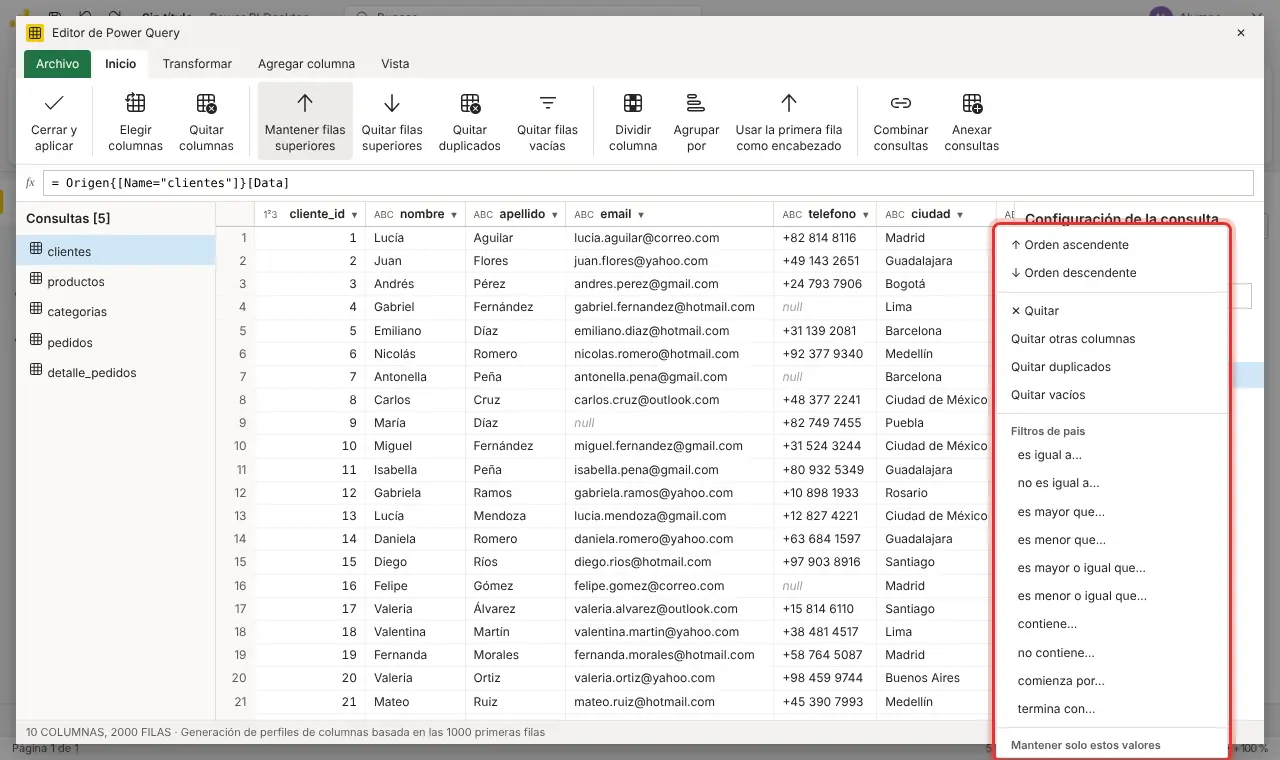 Editor de Power Query
Archivo Inicio Transformar Agregar columna Vista
Cerrar y aplicar
Elegir columnas
Quitar columnas
Mantener filas superiores
Quitar filas superiores
Quitar duplicados
Quitar filas vacías
Dividir columna
Agrupar por
Usar la primera fila como encabezado
Combinar consultas
Anexar consultas
fx = Origen{[Name="clientes"]}[Data]
Consultas [5]
clientes
productos
categorias
pedidos
detalle_pedidos
1²3 cliente_id ABC nombre ABC apellido ABC email ABC telefono ABC ciudad
1 1 Lucía Aguilar lucia.aguilar@correo.com +82 814 8116 Madrid
2 2 Juan Flores juan.flores@yahoo.com +49 143 2651 Guadalajara
3 3 Andrés Pérez andres.perez@gmail.com +24 793 7906 Bogotá
4 4 Gabriel Fernández gabriel.fernandez@hotmail.com null Lima
5 5 Emiliano Díaz emiliano.diaz@hotmail.com +31 139 2081 Barcelona
6 6 Nicolás Romero nicolas.romero@hotmail.com +92 377 9340 Medellín
7 7 Antonella Peña antonella.pena@gmail.com null Barcelona
8 8 Carlos Cruz carlos.cruz@outlook.com +48 377 2241 Ciudad de México
9 9 María Díaz null +82 749 7455 Puebla
10 10 Miguel Fernández miguel.fernandez@gmail.com +31 524 3244 Ciudad de México
11 11 Isabella Peña isabella.pena@gmail.com +80 932 5349 Guadalajara
12 12 Gabriela Ramos gabriela.ramos@yahoo.com +10 898 1933 Rosario
13 13 Lucía Mendoza lucia.mendoza@gmail.com +12 827 4221 Ciudad de México
14 14 Daniela Romero daniela.romero@yahoo.com +63 684 1597 Guadalajara
15 15 Diego Ríos diego.rios@hotmail.com +97 903 8916 Santiago
16 16 Felipe Gómez felipe.gomez@correo.com null Madrid
17 17 Valeria Álvarez valeria.alvarez@outlook.com +15 814 6110 Santiago
18 18 Valentina Martín valentina.martin@yahoo.com +38 481 4517 Lima
19 19 Fernanda Morales fernanda.morales@hotmail.com +58 764 5087 Madrid
20 20 Valeria Ortiz valeria.ortiz@yahoo.com +98 459 9744 Buenos Aires
21 21 Mateo Ruiz mateo.ruiz@hotmail.com +45 390 7993 Medellín
Configuración de la consulta
Orden ascendente
Orden descendente
Quitar
Quitar otras columnas
Quitar duplicados
Quitar vacíos
Filtros de pais
es igual a...
no es igual a...
es mayor que...
es menor que...
es mayor o igual que...
es menor o igual que...
contiene...
no contiene...
comienza por...
termina con...
Mantener solo estos valores
10 COLUMNAS, 2000 FILAS · Generación de perfiles de columnas basada en las 1000 primeras filas
Página 1 de 1
100 %